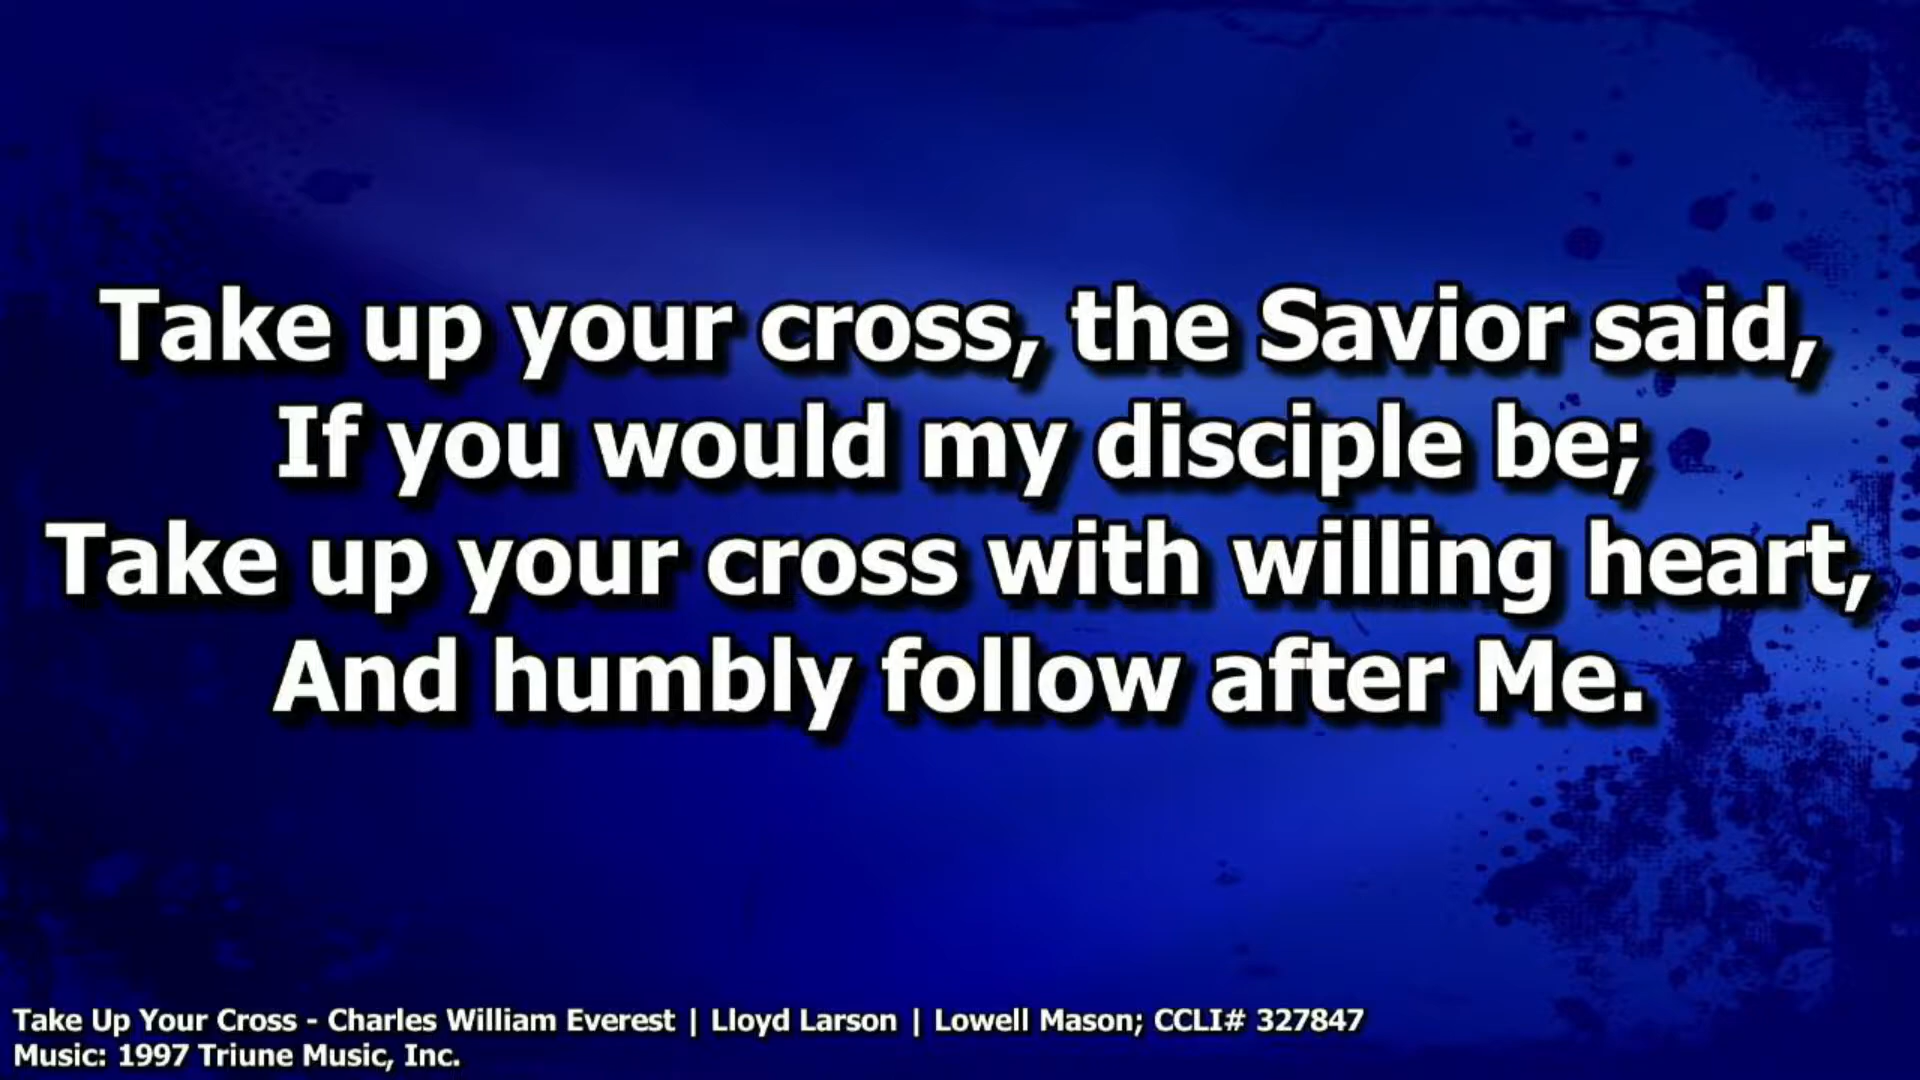 Take up your cross, the Savior said,
If you would my disciple be;
Take up your cross with willing heart,
And humbly follow after Me.
Take Up Your Cross - Charles William Everest | Lloyd Larson | Lowell Mason; CCLI# 327847
Music: 1997 Triune Music, Inc.